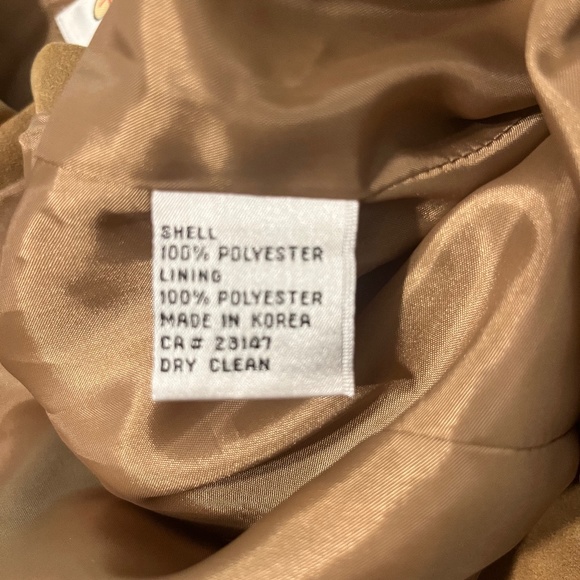 SHELL
100% POLYESTER
LINING
100% POLYESTER
MADE IN KOREA
CA # 23147
DRY CLEAN